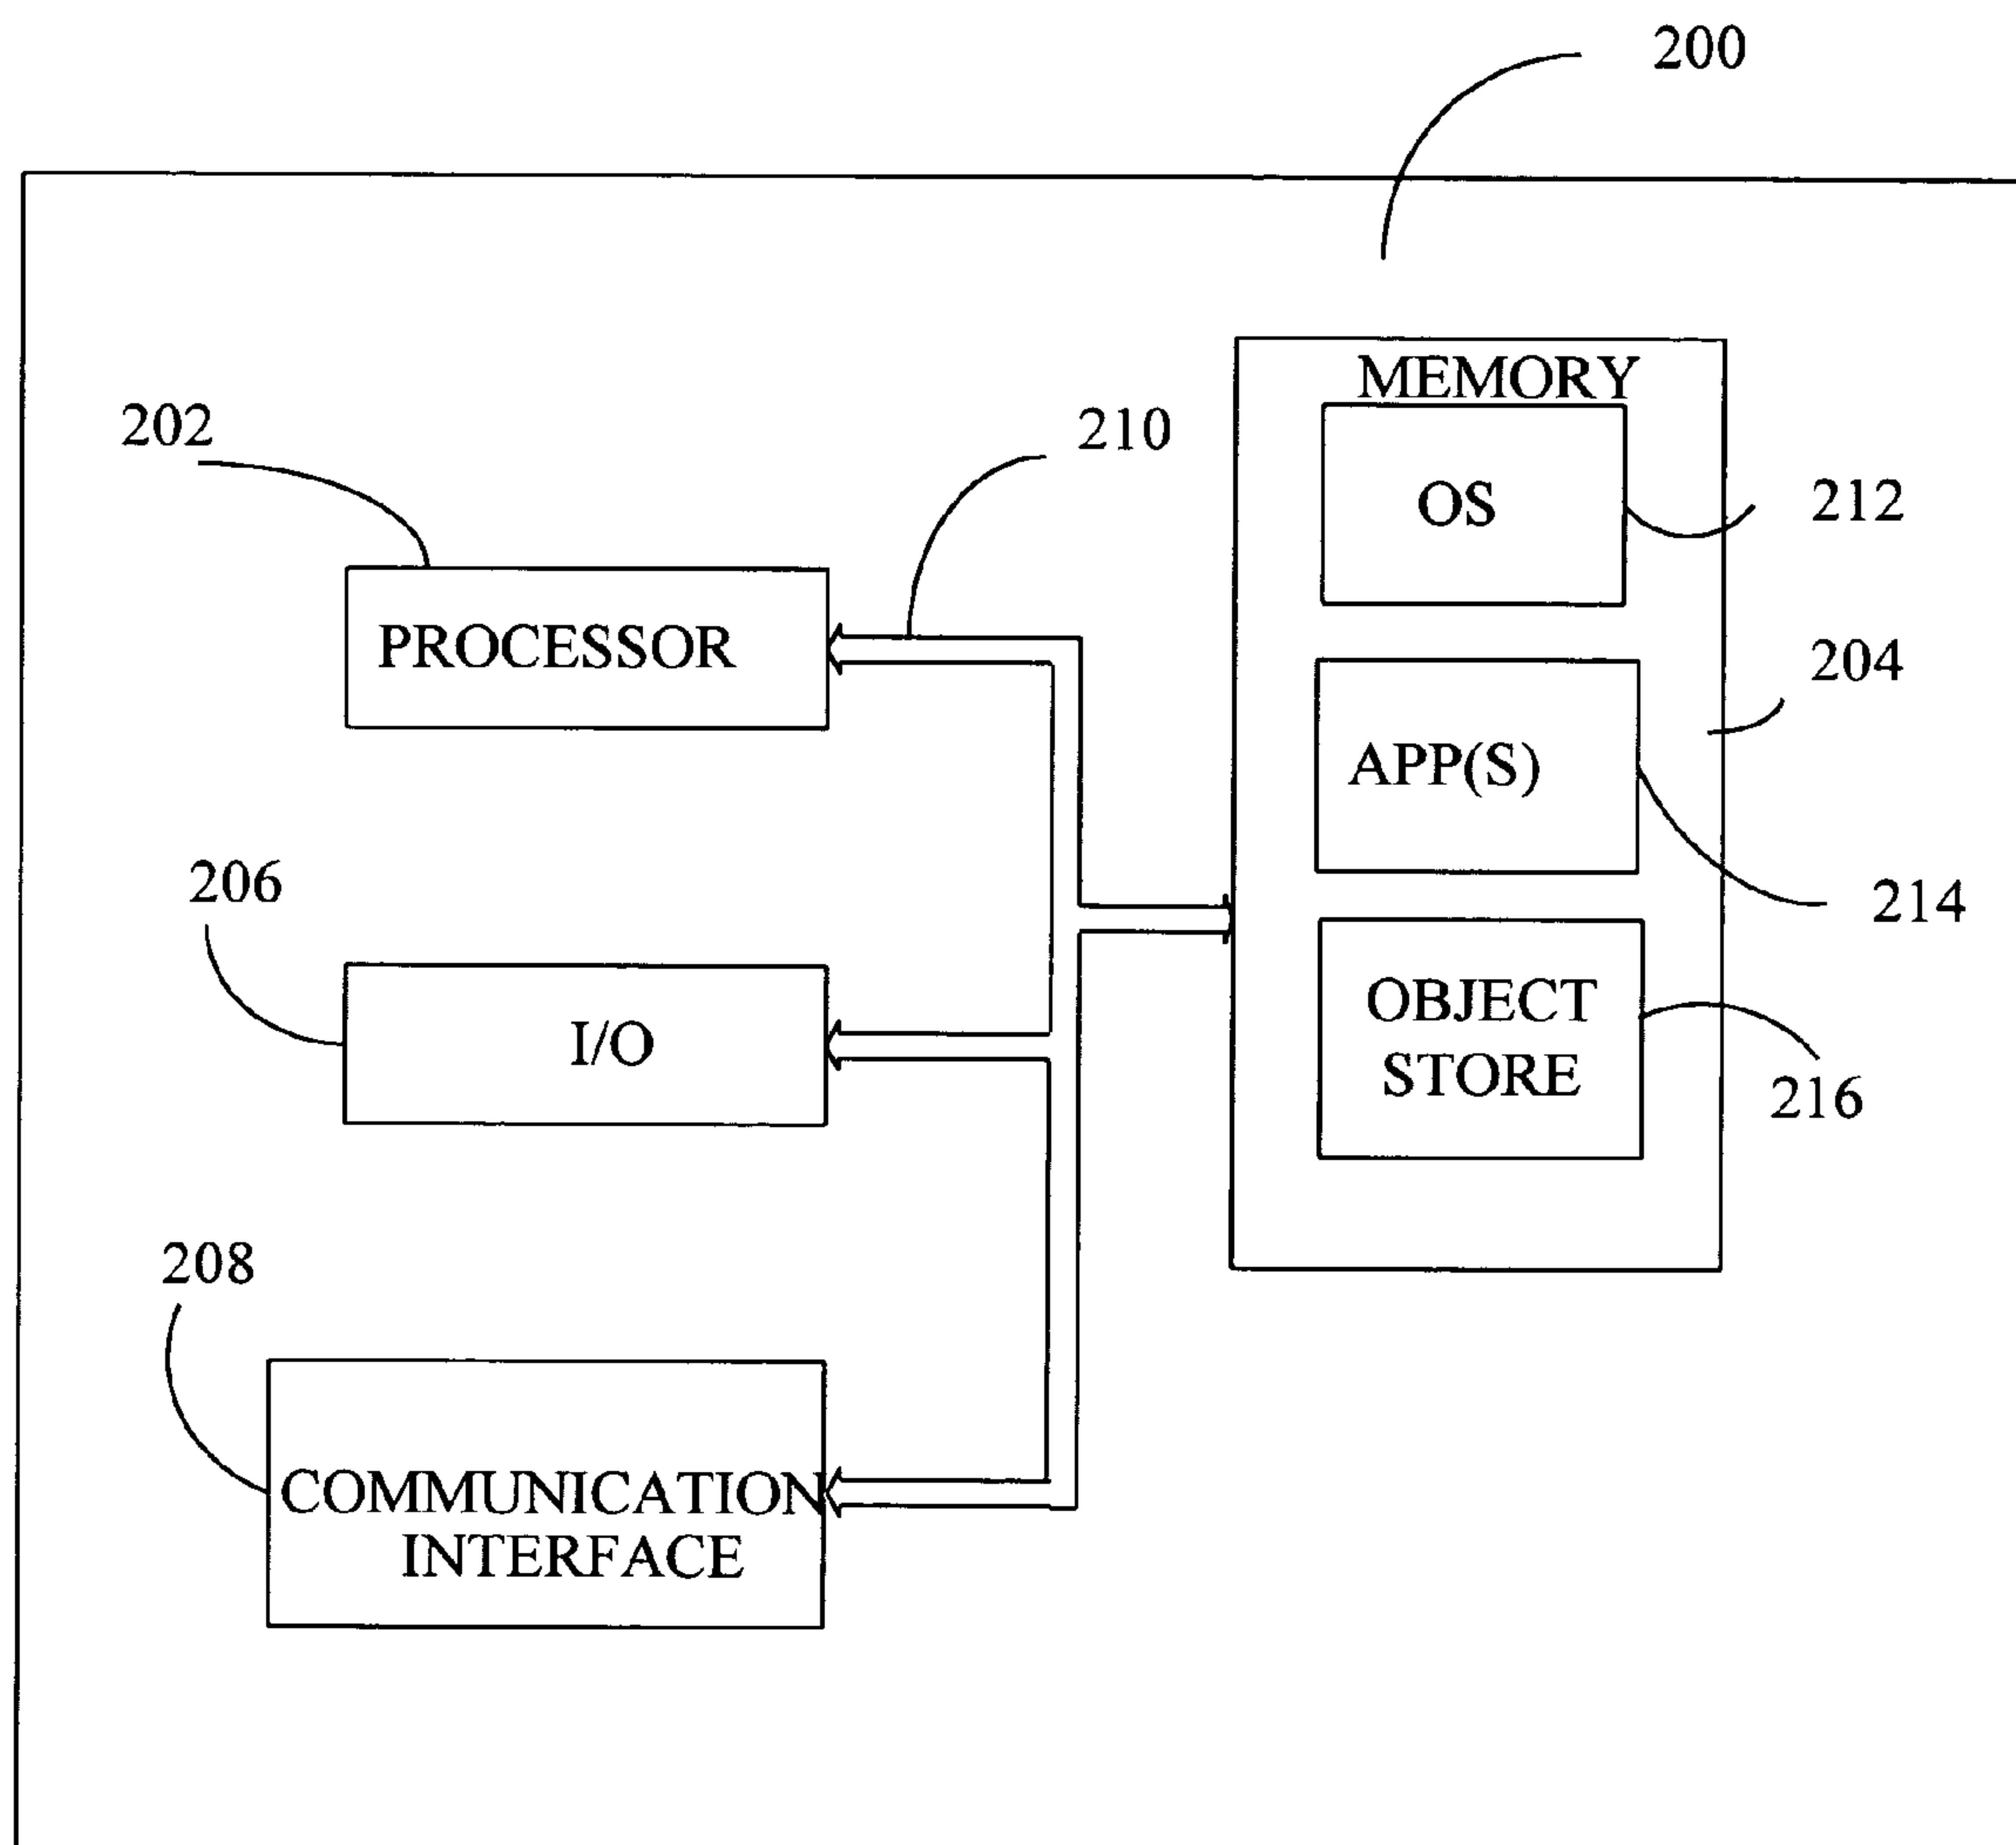 200
MEMORY
202
210
OS
212
PROCESSOR
204
APP(S)
206
214
OBJECT
STORE
I/O
216
208
COMMUNICATION
INTERFACE